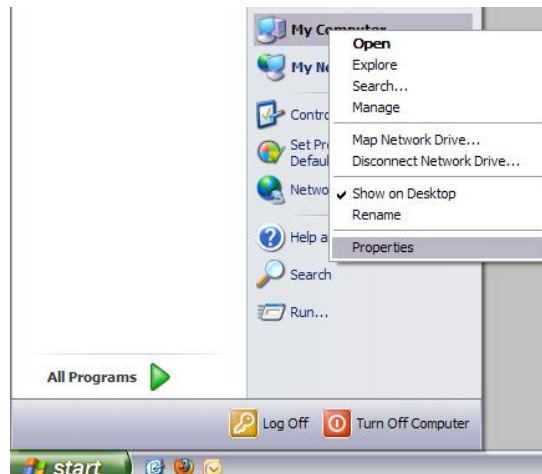 My Computer
Open
My Ne
Explore
Search...
Manage
Contro
Map Network Drive...
Set Pr
Defaul
Disconnect Network Drive...
Netwo
Show on Desktop
Rename
Help a
Properties
Search
Run...
All Programs
Log Off
Turn Off Computer
start